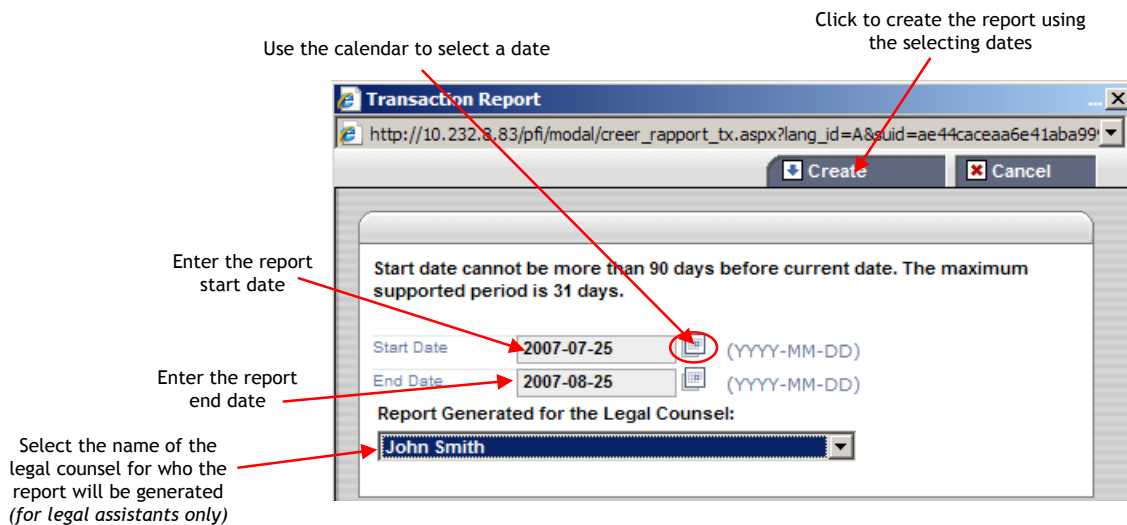 Click to create the report using
the selecting dates
Use the calendar to select a date
Transaction Report
...
http://10.232.8.83/pfi/modal/creer_rapport_tx.aspx?lang_id=A&suid=ae44caceaa6e41aba99
Create
Cancel
Start date cannot be more than 90 days before current date. The maximum
supported period is 31 days.
Enter the report
start date
Start Date 2007-07-25 (YYYY-MM-DD)
Enter the report
end date
End Date 2007-08-25 (YYYY-MM-DD)
Report Generated for the Legal Counsel:
John Smith
Select the name of the
legal counsel for who the
report will be generated
(for legal assistants only)